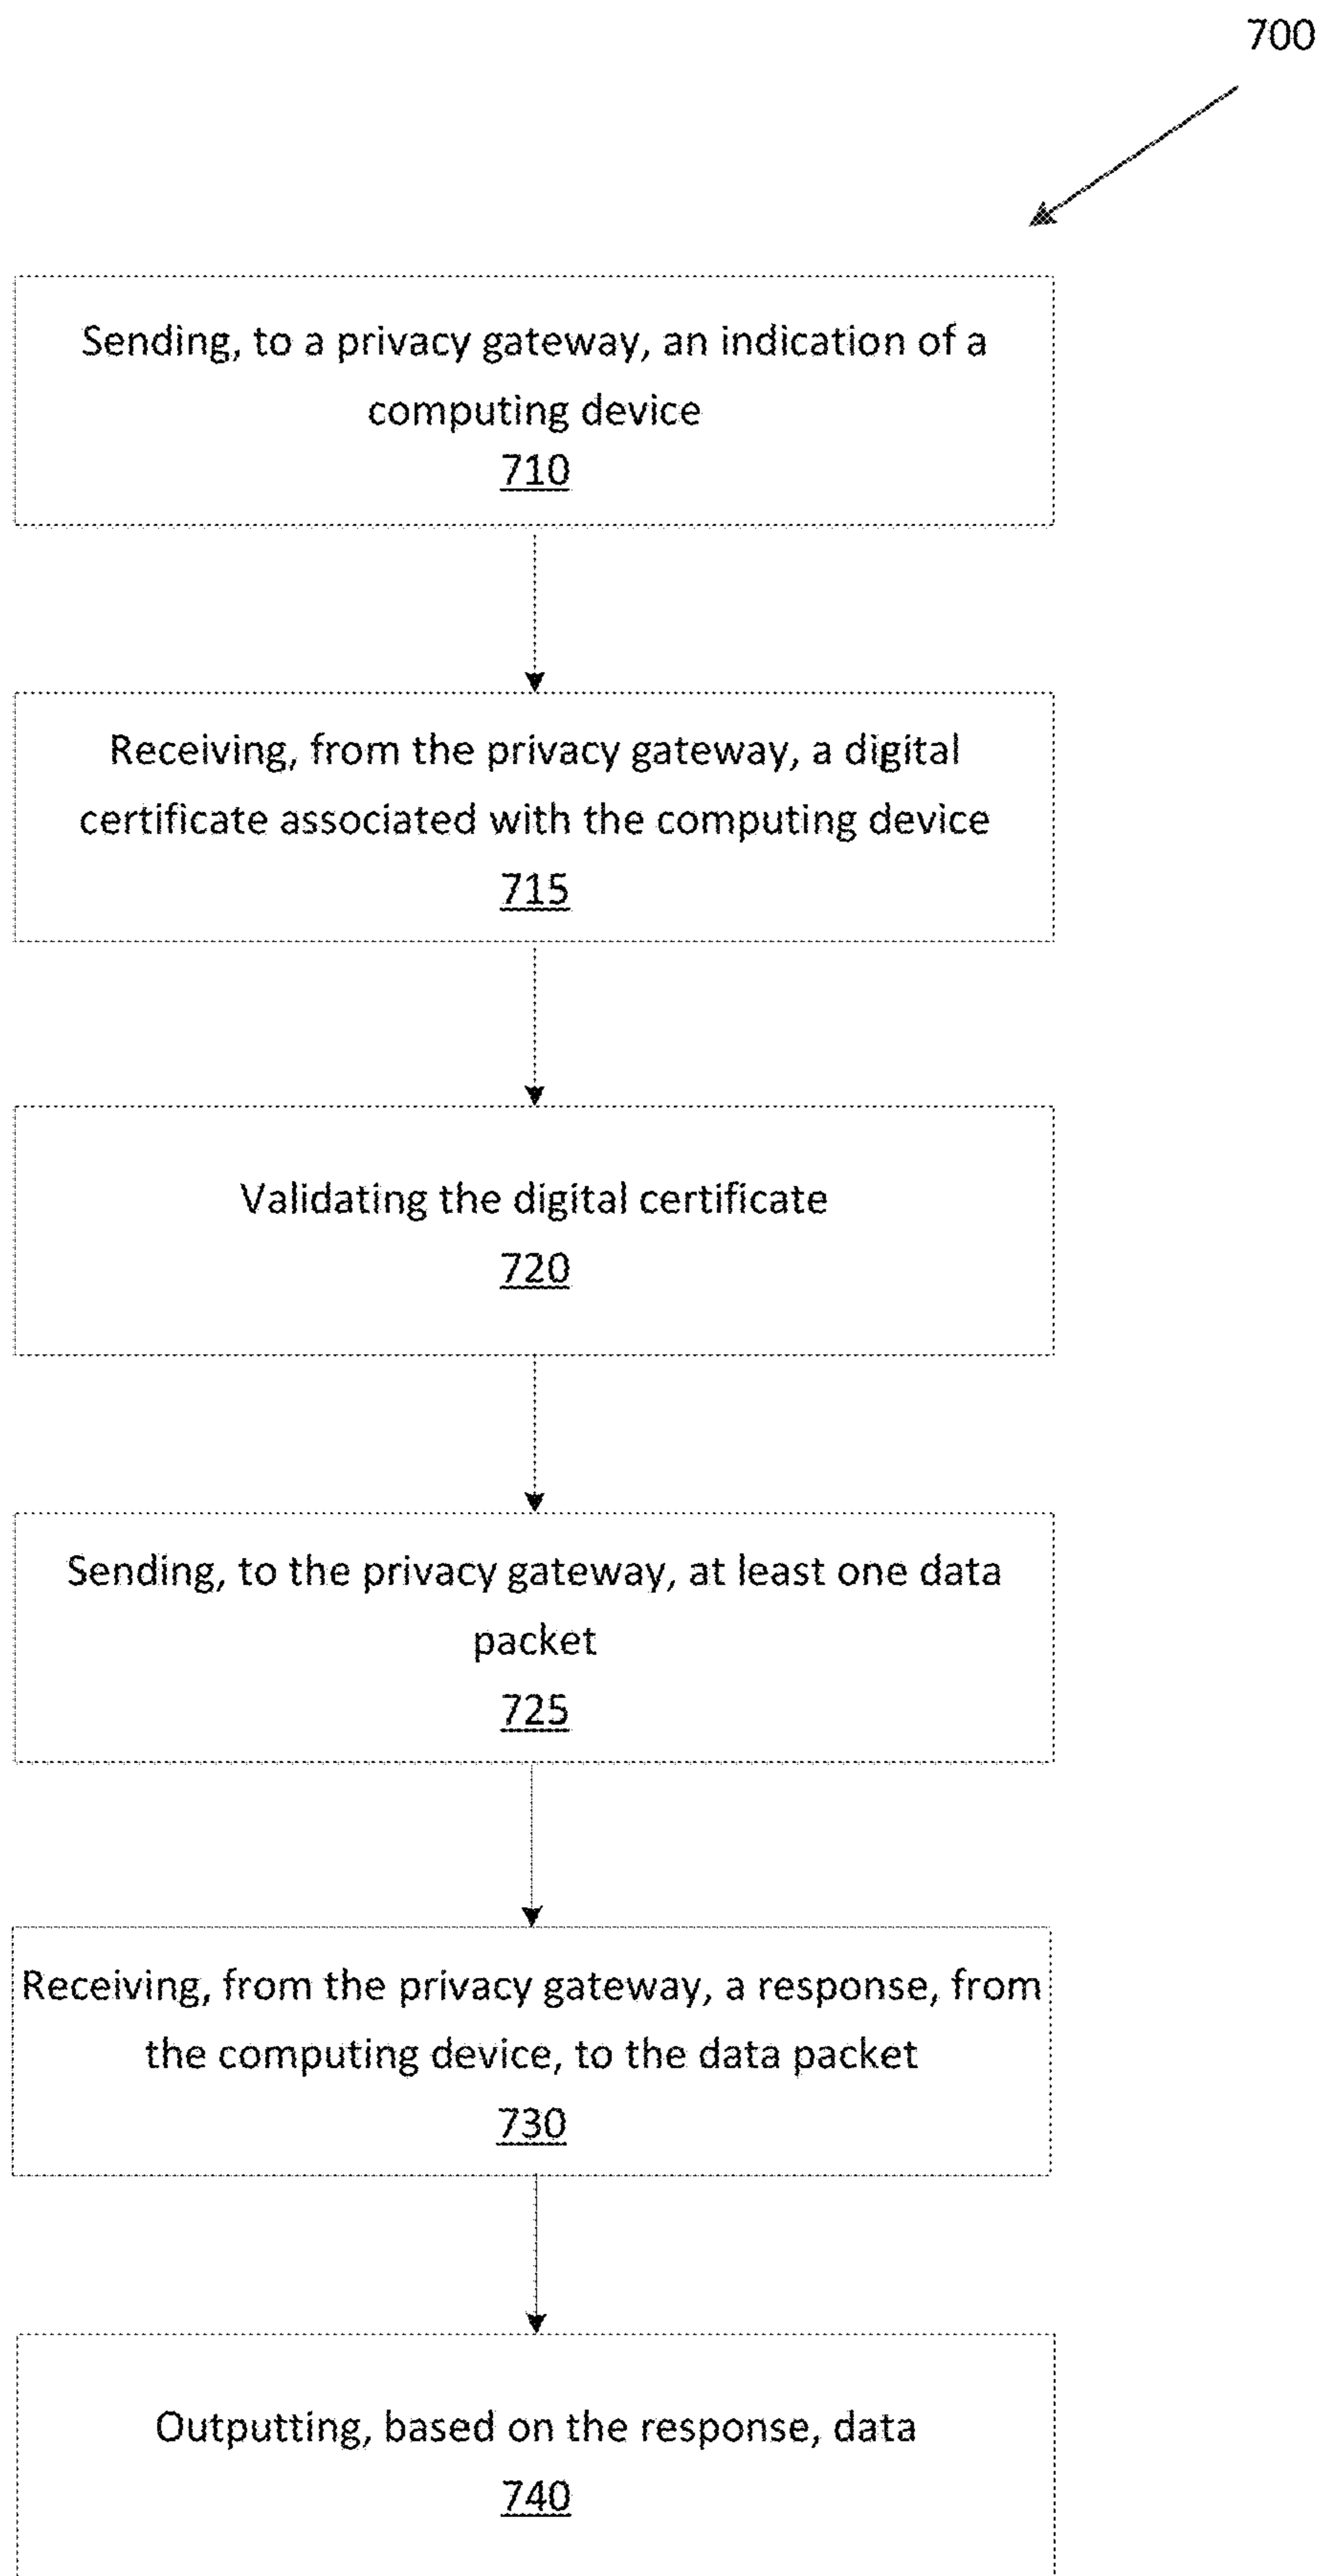 700
Sending, to a privacy gateway, an indication of a
computing device
710
Receiving, from the privacy gateway, a digital
certificate associated with the computing device
715
Validating the digital certificate
720
Sending, to the privacy gateway, at least one data
packet
725
Receiving, from the privacy gateway, a response, from
the computing device, to the data packet
730
Outputting, based on the response, data
740